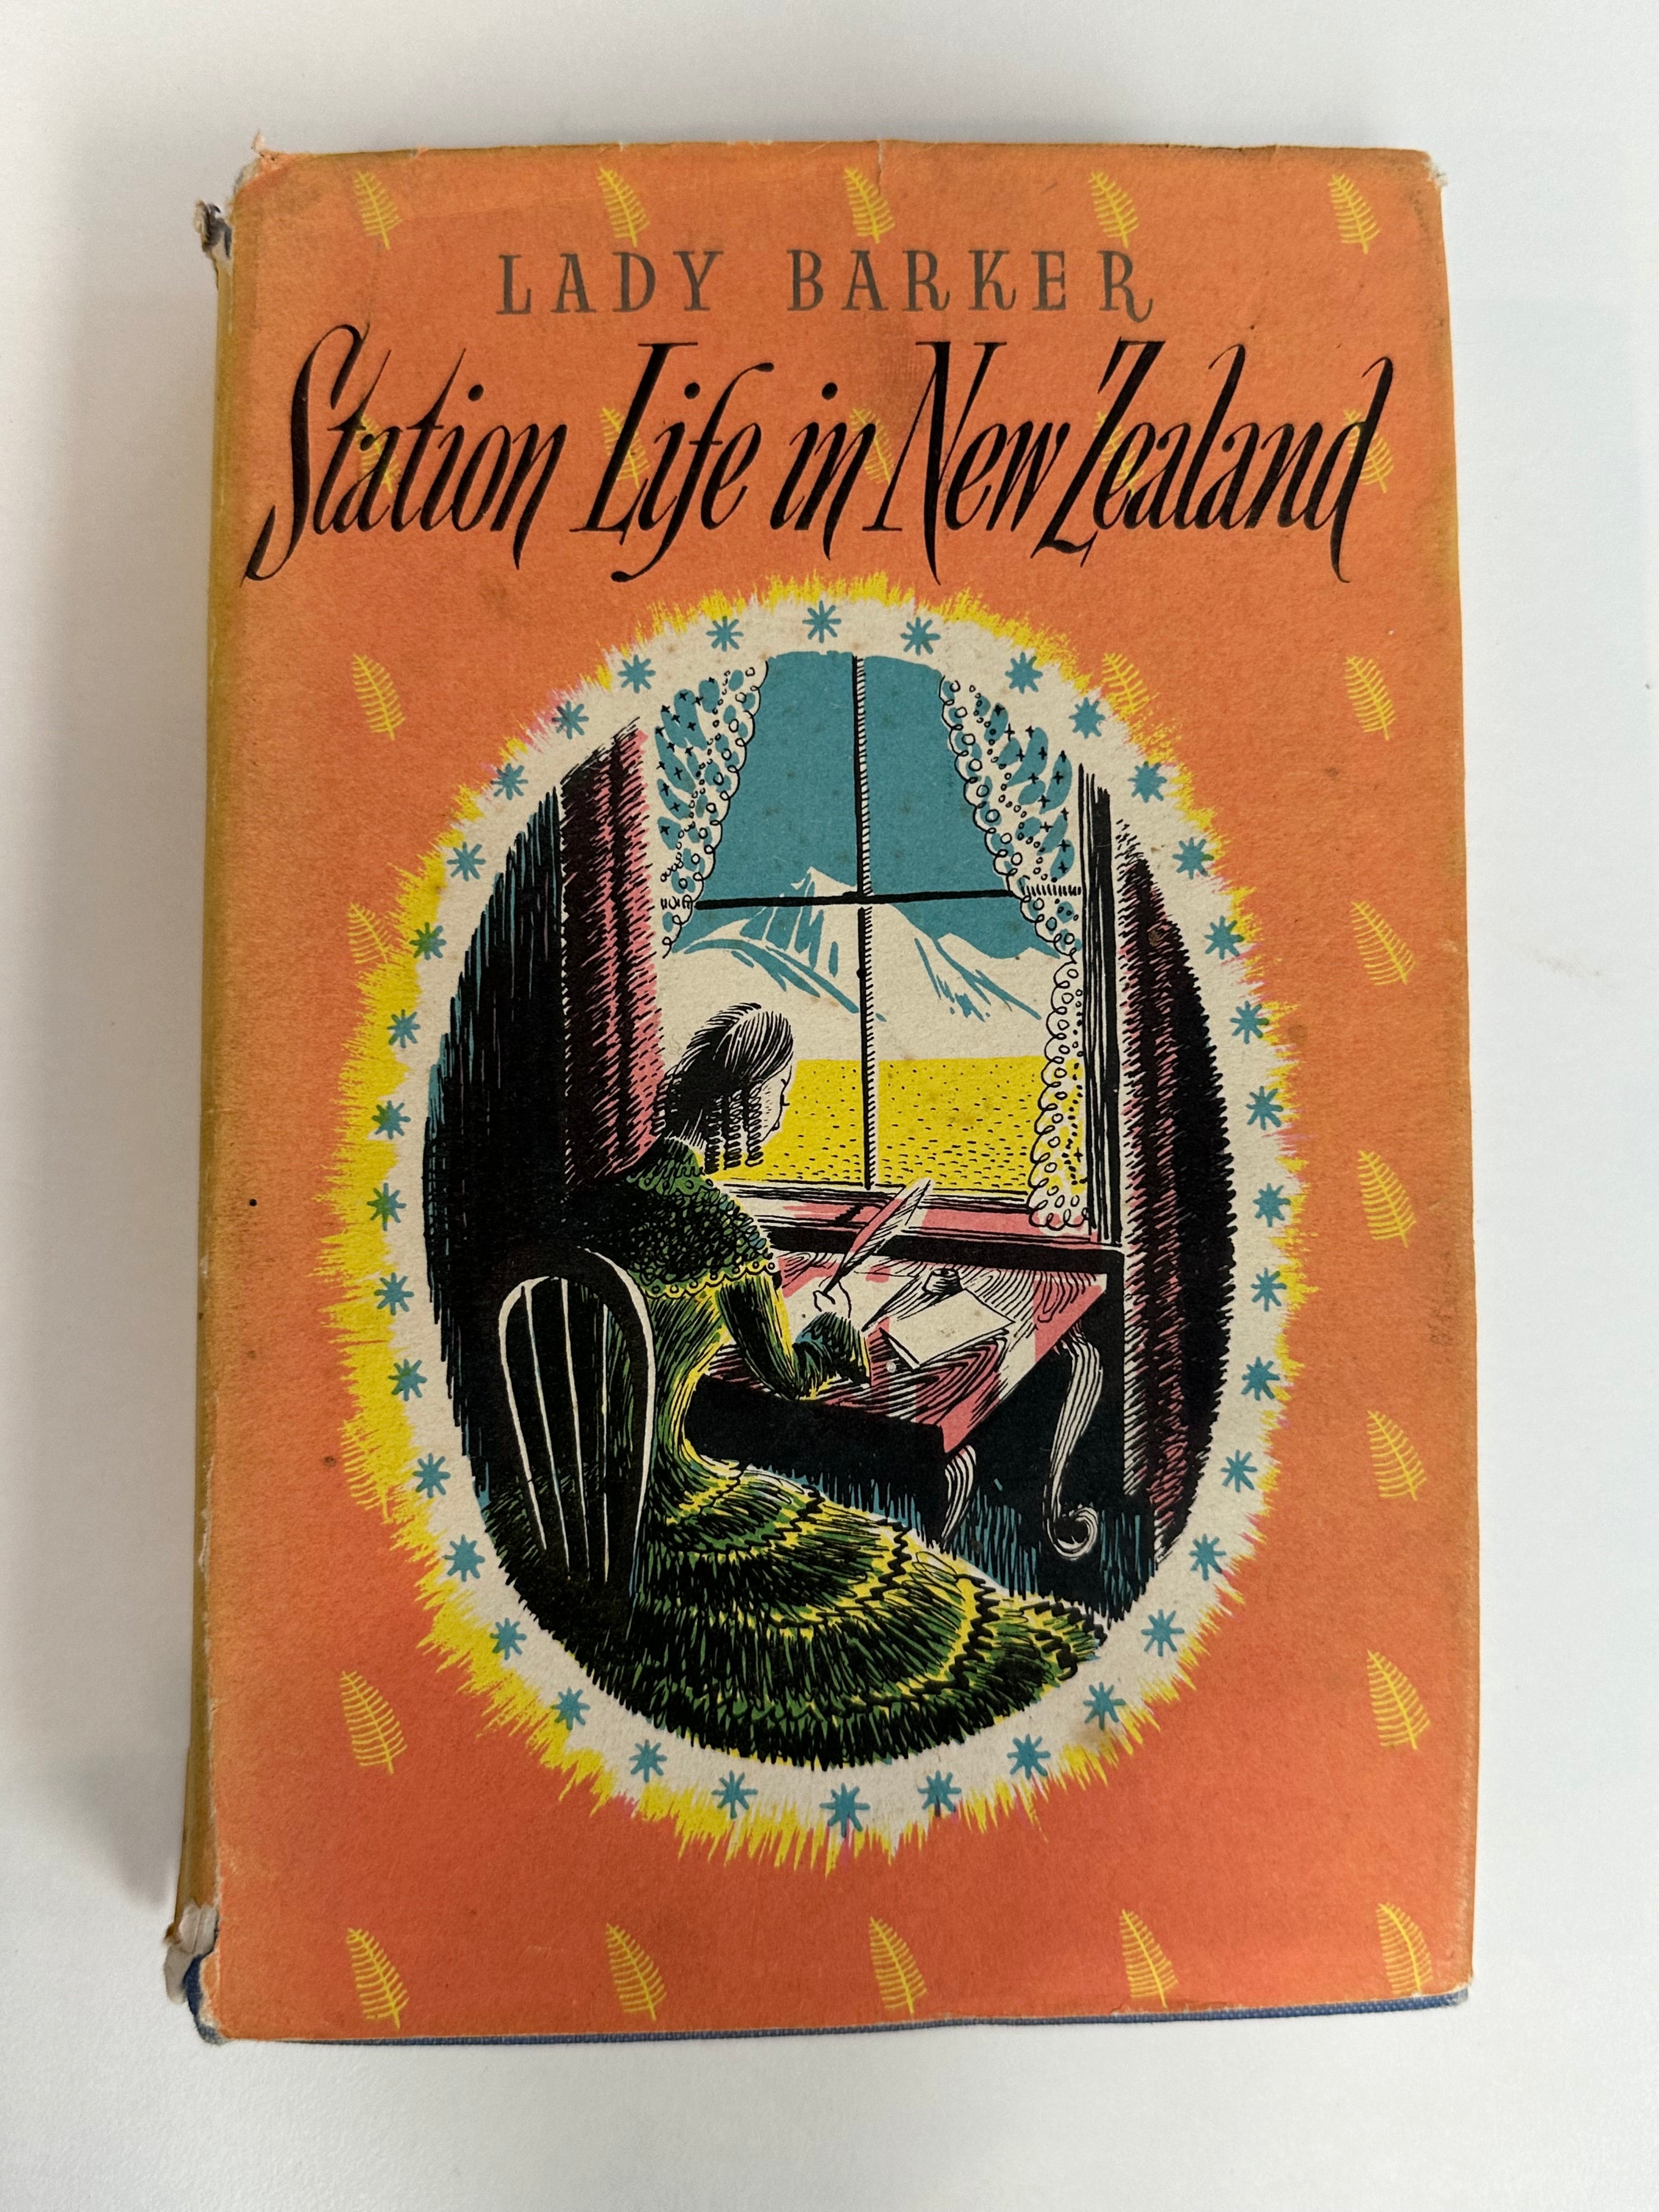 LADY BARKER
Station Life in New Zealand